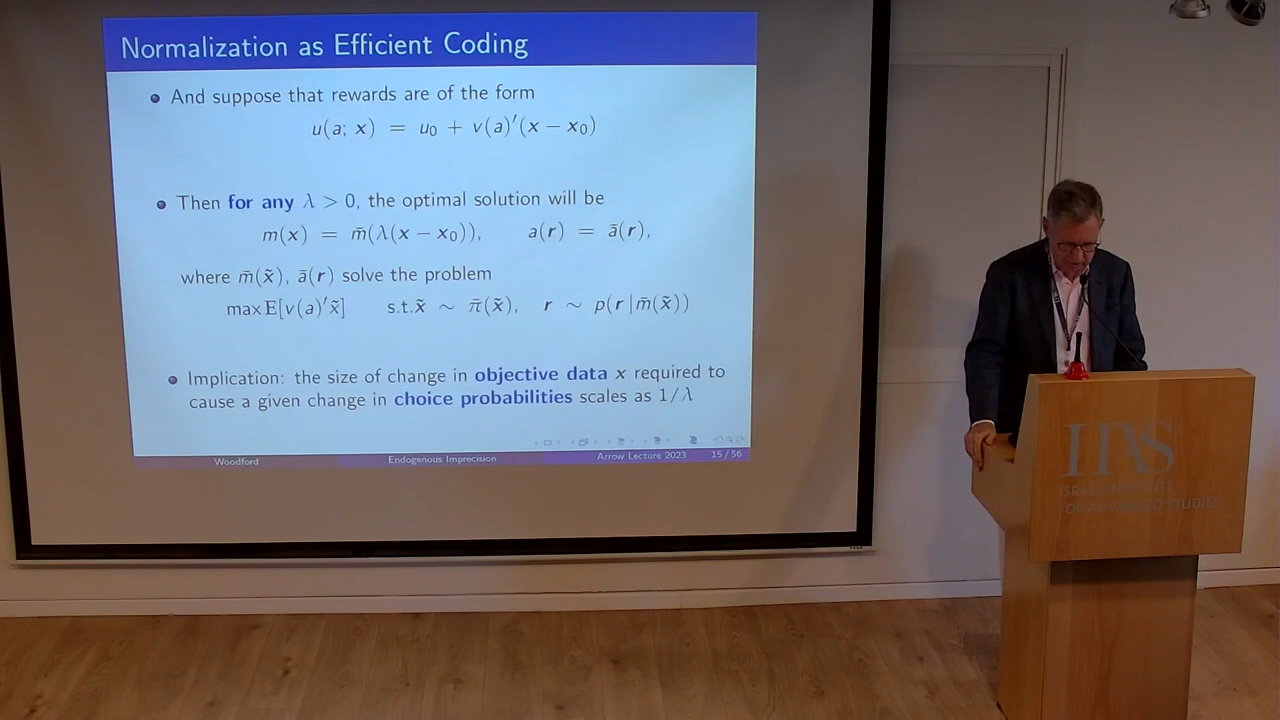 Normalization as Efficient Coding
And suppose that rewards are of the form
u(a; x) = u₀ + v(a)′(x − x₀)
Then for any λ > 0, the optimal solution will be
m(x) = m̄(λ(x − x₀)), a(r) = ā(r),
where m̄(x̃), ā(r) solve the problem
max E[v(a)′x̃] s.t.x̃ ∼ π̄(x̃), r ∼ p(r|m̄(x̃))
Implication: the size of change in objective data x required to
cause a given change in choice probabilities scales as 1/λ
Woodford Endogenous Imprecision Arrow Lecture 2023 15 / 56
IIAS
ISRAEL INSTITUTE
FOR ADVANCED STUDIES